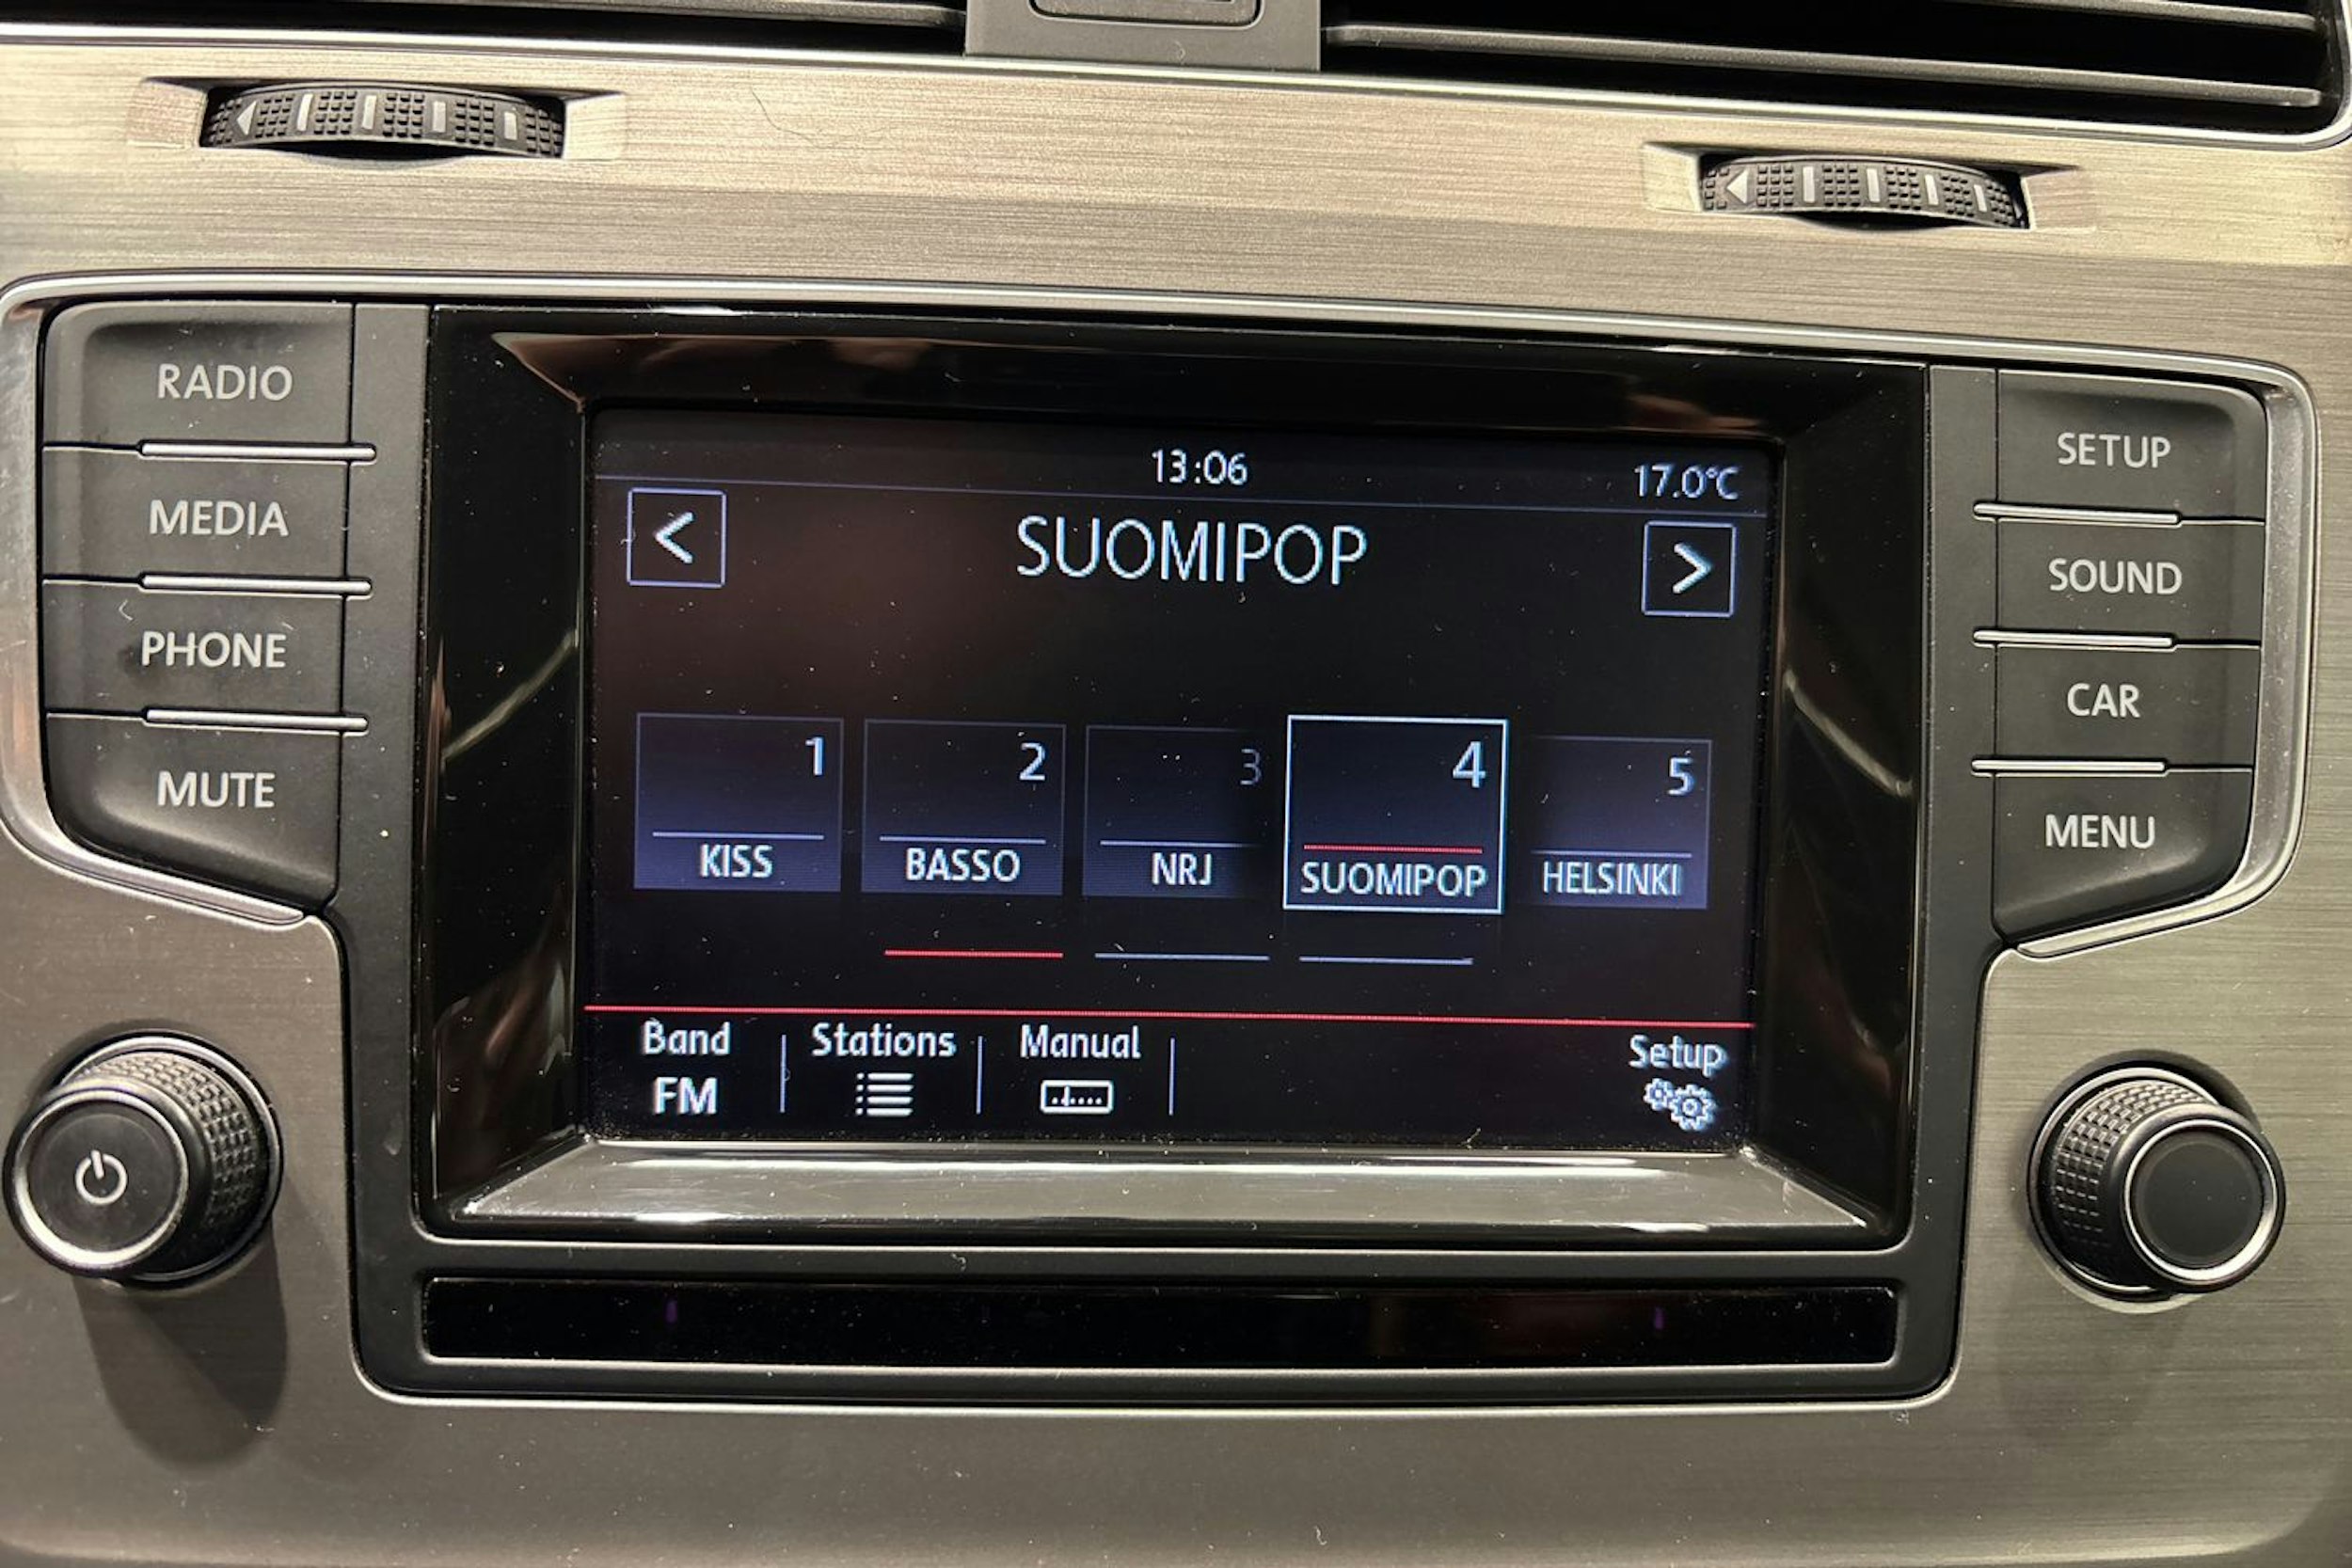 RADIO
MEDIA
PHONE
MUTE
13:06
17.0°C
<
SUOMIPOP
>
1
2
3
4
5
KISS
BASSO
NRJ
SUOMIPOP
HELSINKI
Band
Stations
Manual
Setup
FM
SETUP
SOUND
CAR
MENU